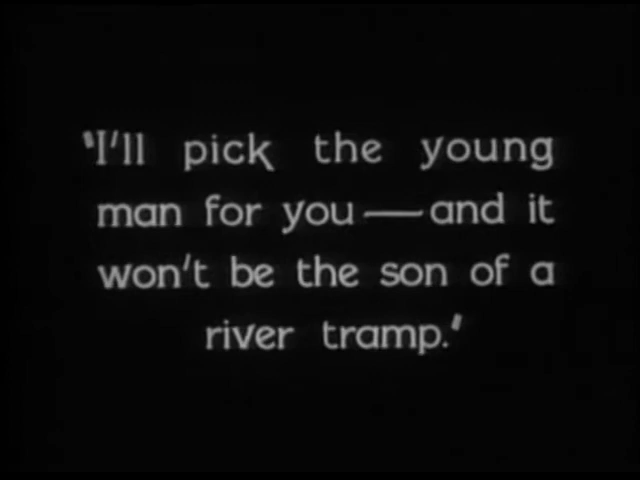 "I'll pick the young
man for you — and it
won't be the son of a
river tramp."